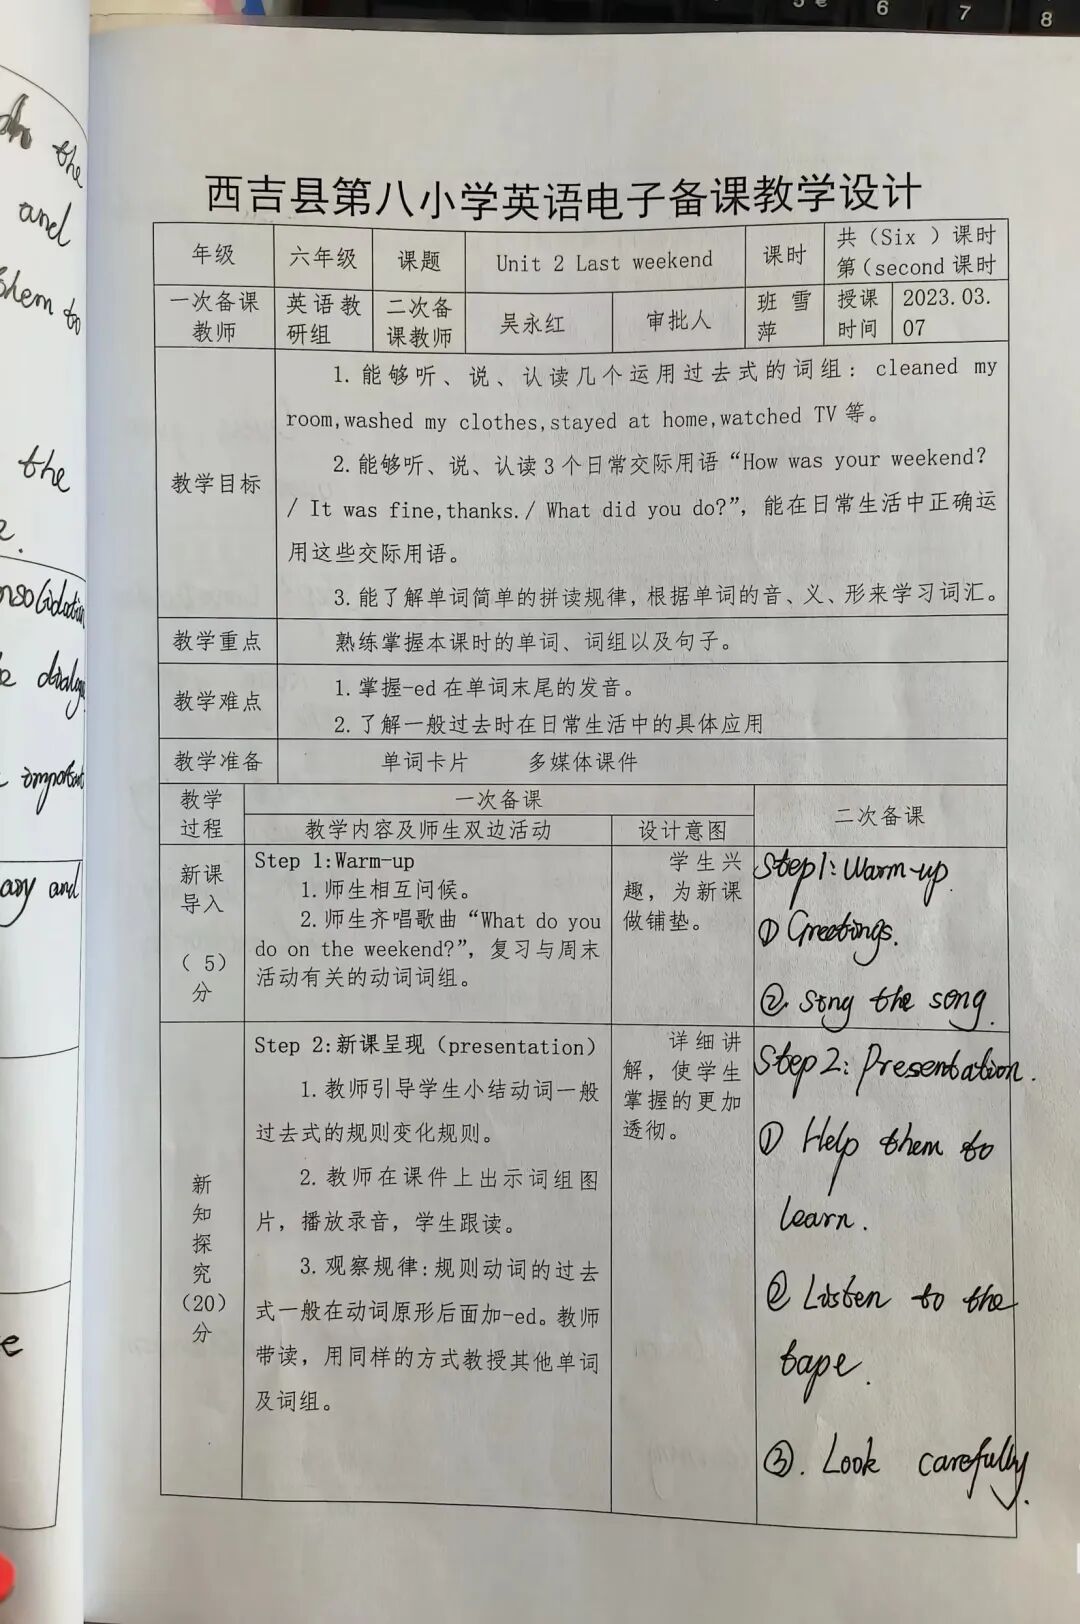 5 €
6
7
8
the
and
them to
the
e.
dialog
ary and
e
西吉县第八小学英语电子备课教学设计
年级 六年级 课题 Unit 2 Last weekend 课时 共（Six ）课时
第（second 课时
一次备课
教师 英语教
研组 二次备
课教师 吴永红 审批人 班雪
萍 授课
时间 2023.03.
07
教学目标
1. 能够听、说、认读几个运用过去式的词组：cleaned my
room,washed my clothes,stayed at home,watched TV 等。
2.能够听、说、认读3个日常交际用语“How was your weekend?
/ It was fine,thanks./ What did you do?”，能在日常生活中正确运
用这些交际用语。
3.能了解单词简单的拼读规律，根据单词的音、义、形来学习词汇。
教学重点 熟练掌握本课时的单词、词组以及句子。
教学难点
1.掌握-ed在单词末尾的发音。
2.了解一般过去时在日常生活中的具体应用
教学准备 单词卡片 多媒体课件
教学
过程 一次备课 二次备课
教学内容及师生双边活动 设计意图
新课
导入
（ 5）
分
Step 1:Warm-up
1.师生相互问候。
2.师生齐唱歌曲“What do you
do on the weekend?”，复习与周末
活动有关的动词词组。
学生兴
趣，为新课
做铺垫。
Step1: Warm-up.
① Greetings.
②. sing the song.
新
知
探
究
（20）
分
Step 2:新课呈现（presentation）
1.教师引导学生小结动词一般
过去式的规则变化规则。
2.教师在课件上出示词组图
片，播放录音，学生跟读。
3.观察规律:规则动词的过去
式一般在动词原形后面加-ed。教师
带读，用同样的方式教授其他单词
及词组。
详细讲
解，使学生
掌握的更加
透彻。
Step2: Presentation.
① Help them to
learn.
② Listen to the
tape.
③. Look carefully.